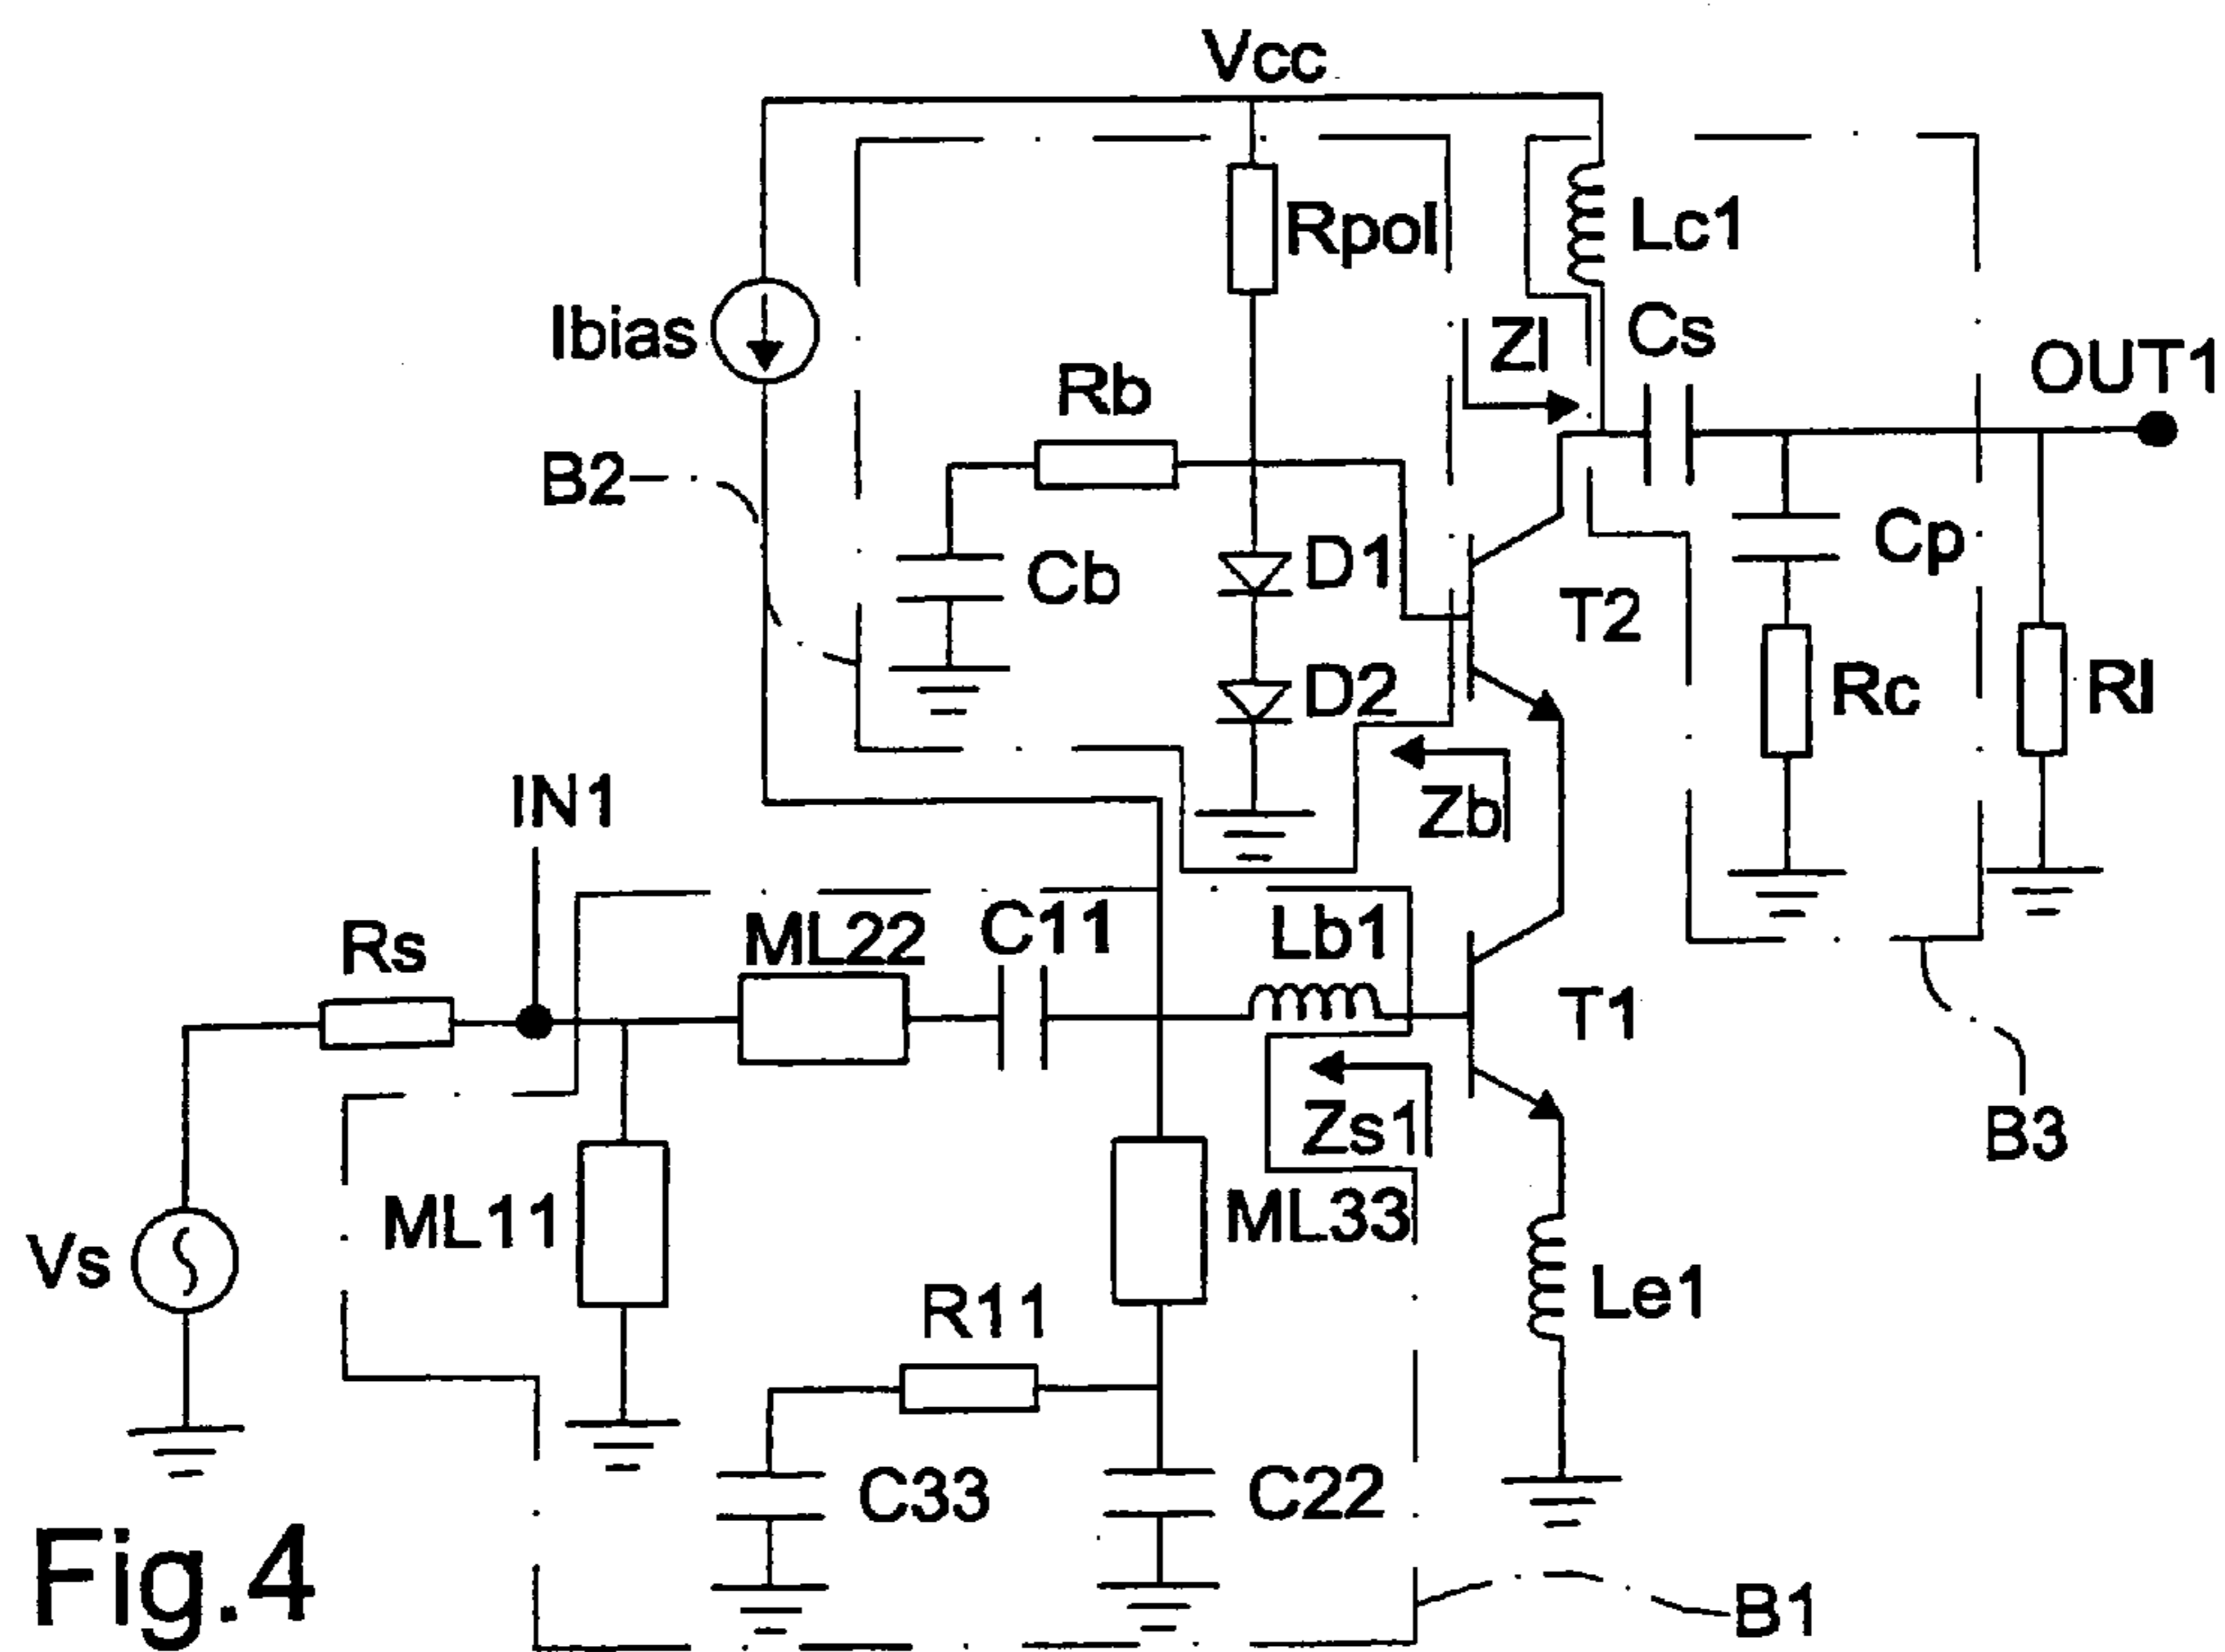 Vcc
Rpol
Lc1
Ibias
Zl
Cs
OUT1
Rb
B2
Cb
D1
Cp
T2
D2
Rc
Rl
IN1
Zb
Rs
ML22
C11
Lb1
T1
Zs1
B3
ML11
ML33
Vs
R11
Le1
C33
C22
Fig.4
B1